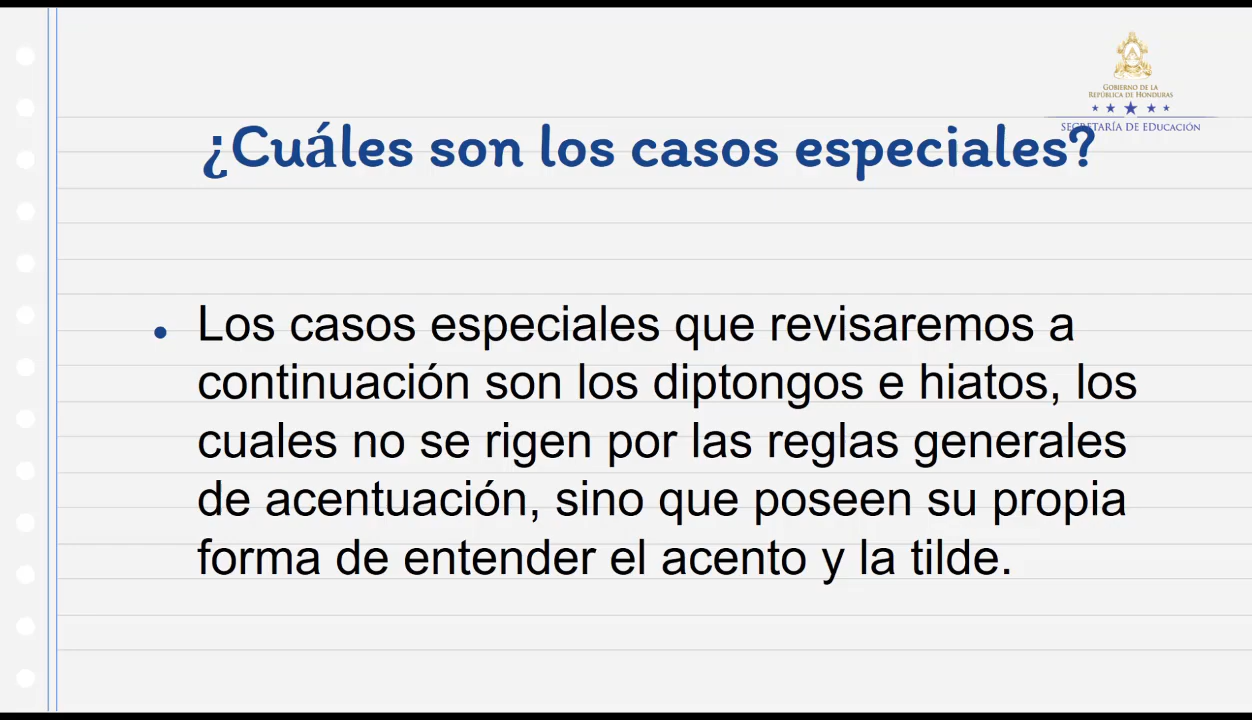 GOBIERNO DE LA
REPÚBLICA DE HONDURAS
SECRETARÍA DE EDUCACIÓN
¿Cuáles son los casos especiales?
• Los casos especiales que revisaremos a
continuación son los diptongos e hiatos, los
cuales no se rigen por las reglas generales
de acentuación, sino que poseen su propia
forma de entender el acento y la tilde.